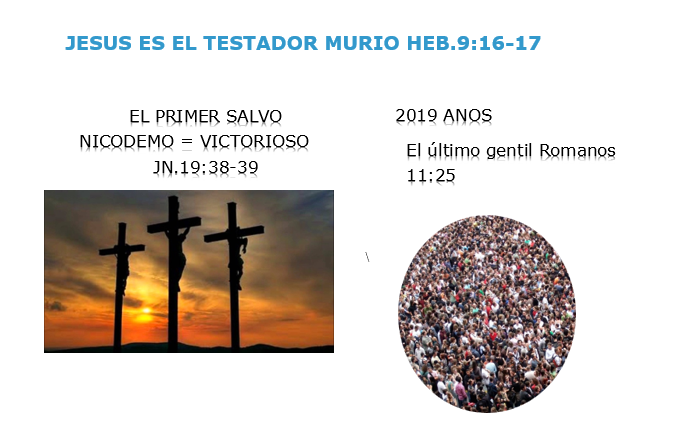 JESUS ES EL TESTADOR MURIO HEB.9:16-17
EL PRIMER SALVO
NICODEMO = VICTORIOSO
JN.19:38-39
2019 ANOS
El último gentil Romanos
11:25
\